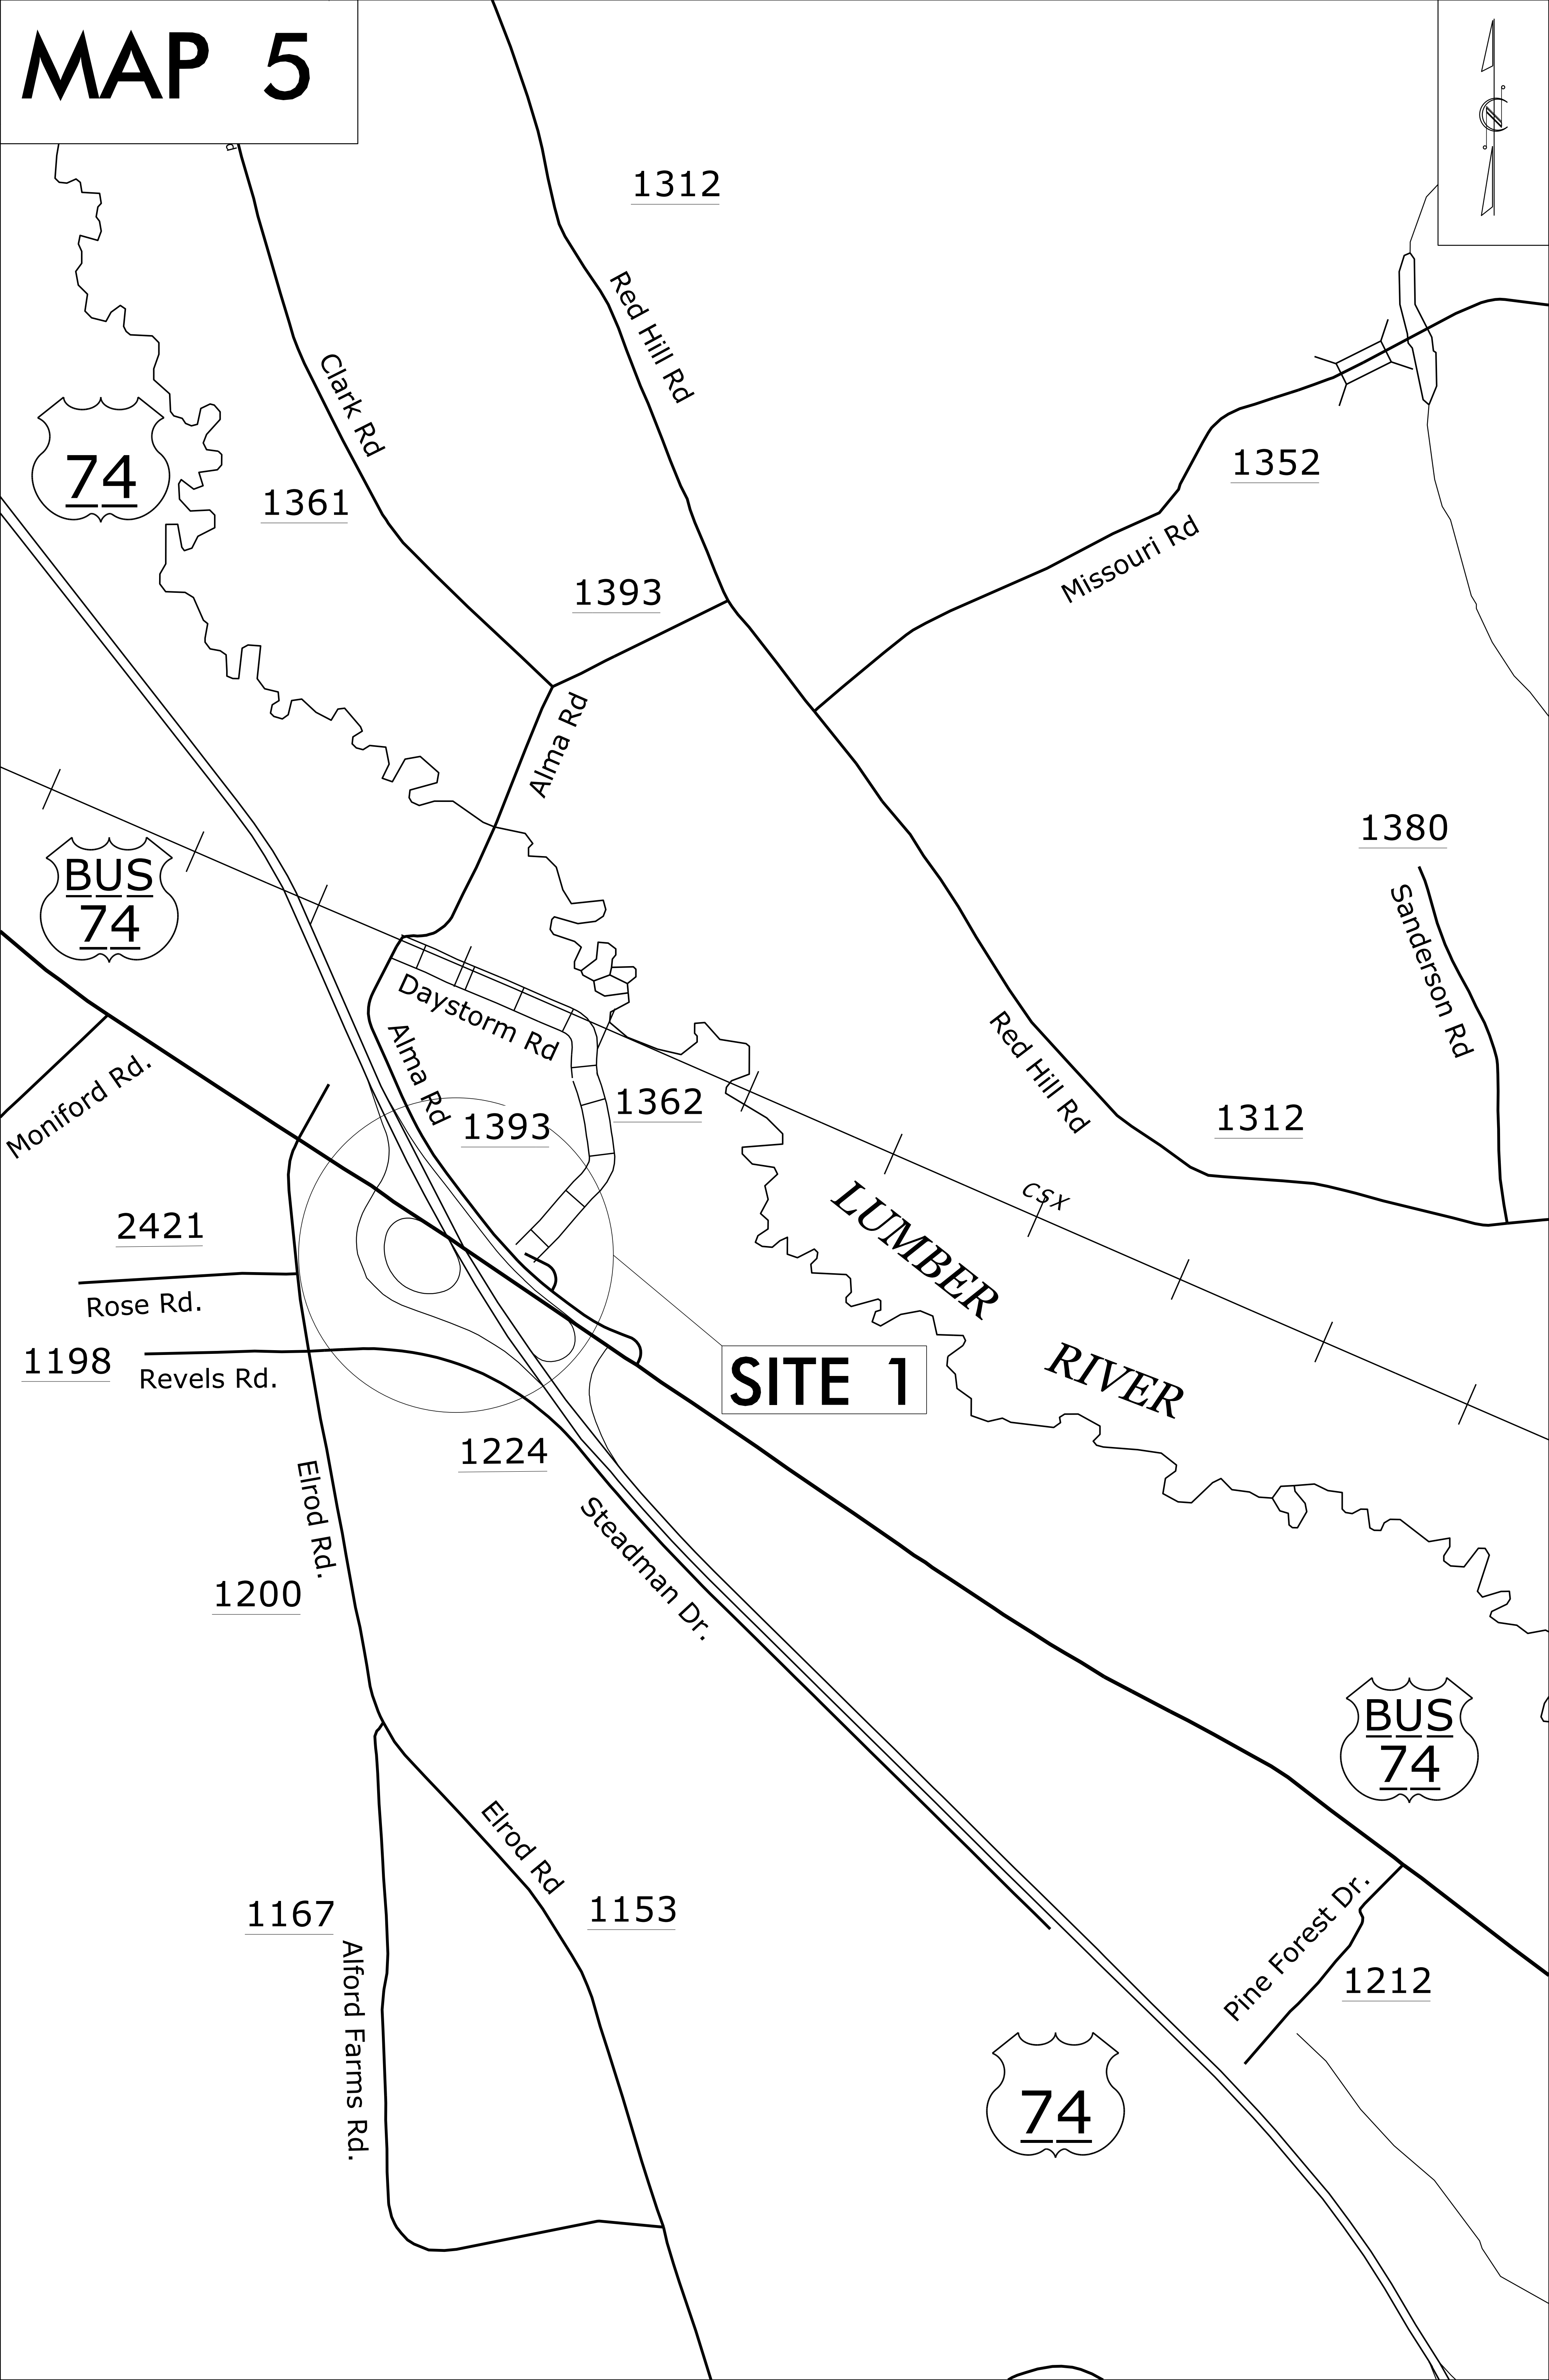 MAP 5
N
1312
Red Hill Rd
Clark Rd
74
1361
1352
Missouri Rd
1393
Alma Rd
1380
Sanderson Rd
BUS
74
Daystorm Rd
Alma Rd
1362
1393
Red Hill Rd
1312
Moniford Rd.
CSX
LUMBER
RIVER
2421
Rose Rd.
1198
Revels Rd.
SITE 1
1224
Steadman Dr.
Elrod Rd.
1200
BUS
74
Elrod Rd
1153
1167
Alford Farms Rd.
Pine Forest Dr.
1212
74